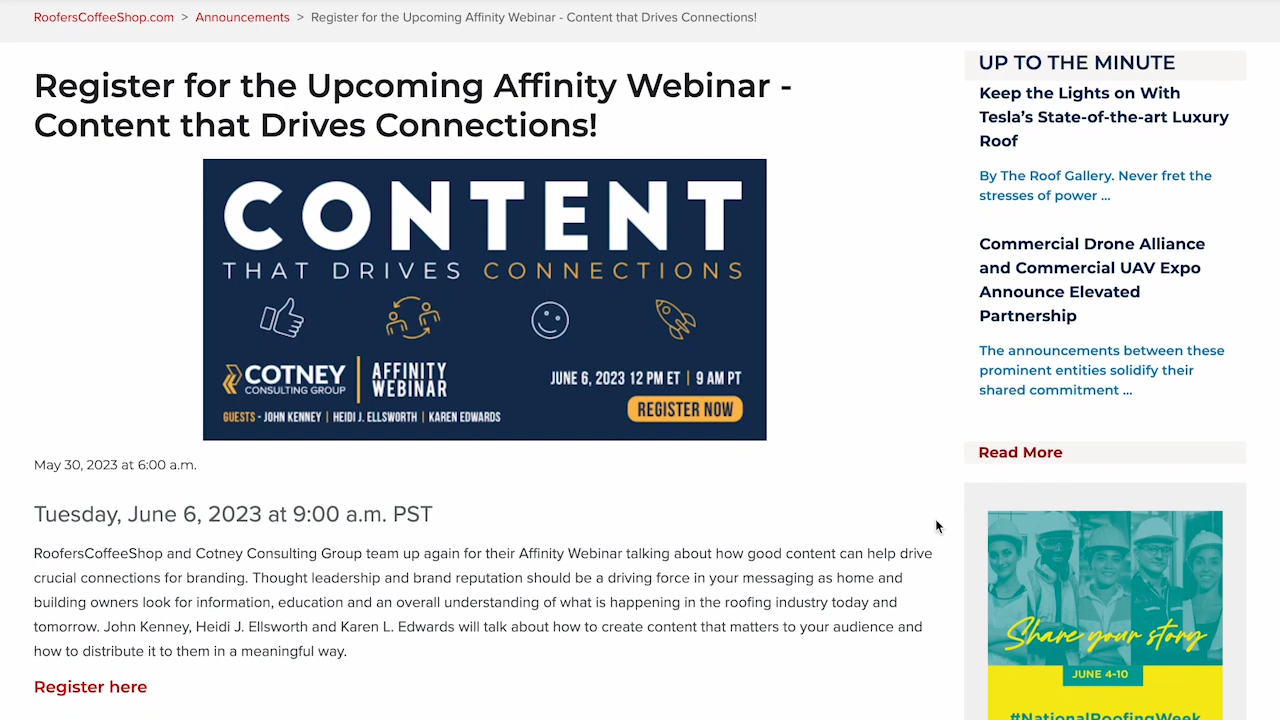 RoofersCoffeeShop.com > Announcements > Register for the Upcoming Affinity Webinar - Content that Drives Connections!
Register for the Upcoming Affinity Webinar -
Content that Drives Connections!
CONTENT
THAT DRIVES CONNECTIONS
COTNEY
CONSULTING GROUP
AFFINITY
WEBINAR
JUNE 6, 2023 12 PM ET | 9 AM PT
REGISTER NOW
GUESTS - JOHN KENNEY | HEIDI J. ELLSWORTH | KAREN EDWARDS
May 30, 2023 at 6:00 a.m.
Tuesday, June 6, 2023 at 9:00 a.m. PST
RoofersCoffeeShop and Cotney Consulting Group team up again for their Affinity Webinar talking about how good content can help drive
crucial connections for branding. Thought leadership and brand reputation should be a driving force in your messaging as home and
building owners look for information, education and an overall understanding of what is happening in the roofing industry today and
tomorrow. John Kenney, Heidi J. Ellsworth and Karen L. Edwards will talk about how to create content that matters to your audience and
how to distribute it to them in a meaningful way.
Register here
UP TO THE MINUTE
Keep the Lights on With
Tesla's State-of-the-art Luxury
Roof
By The Roof Gallery. Never fret the
stresses of power ...
Commercial Drone Alliance
and Commercial UAV Expo
Announce Elevated
Partnership
The announcements between these
prominent entities solidify their
shared commitment ...
Read More
Share your story
JUNE 4-10
#NationalRoofingWeek